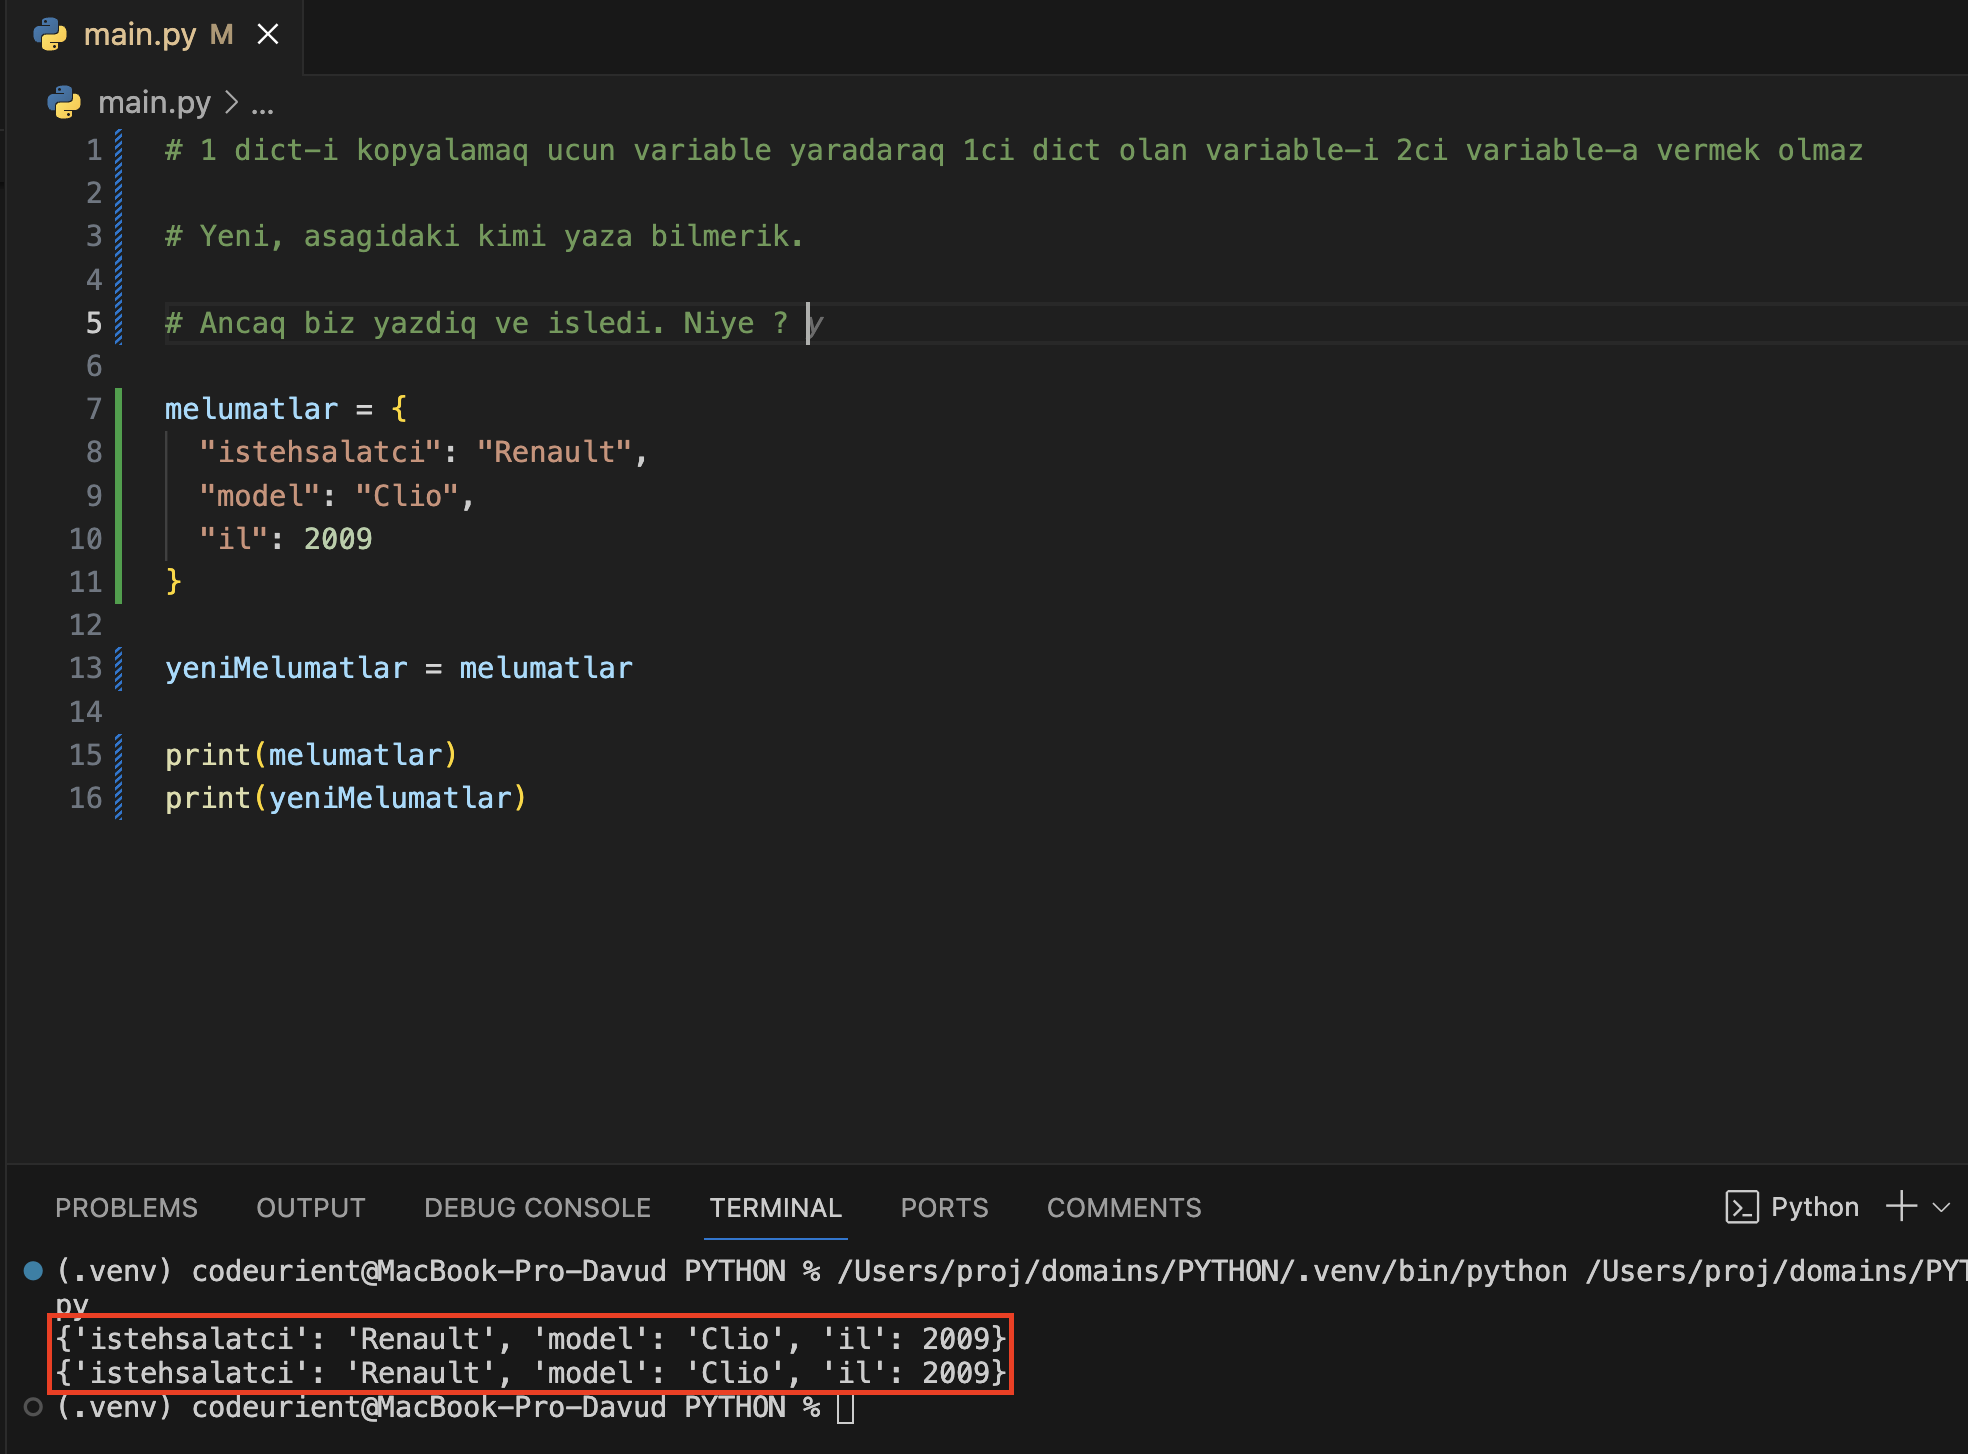 main.py M
main.py > ...
1 # 1 dict-i kopyalamaq ucun variable yaradaraq 1ci dict olan variable-i 2ci variable-a vermek olmaz
2
3 # Yeni, asagidaki kimi yaza bilmerik.
4
5 # Ancaq biz yazdiq ve isledi. Niye ? y
6
7 melumatlar = {
8 "istehsalatci": "Renault",
9 "model": "Clio",
10 "il": 2009
11 }
12
13 yeniMelumatlar = melumatlar
14
15 print(melumatlar)
16 print(yeniMelumatlar)
PROBLEMS OUTPUT DEBUG CONSOLE TERMINAL PORTS COMMENTS Python
(.venv) codeurient@MacBook-Pro-Davud PYTHON % /Users/proj/domains/PYTHON/.venv/bin/python /Users/proj/domains/PYT
py
{'istehsalatci': 'Renault', 'model': 'Clio', 'il': 2009}
{'istehsalatci': 'Renault', 'model': 'Clio', 'il': 2009}
(.venv) codeurient@MacBook-Pro-Davud PYTHON %